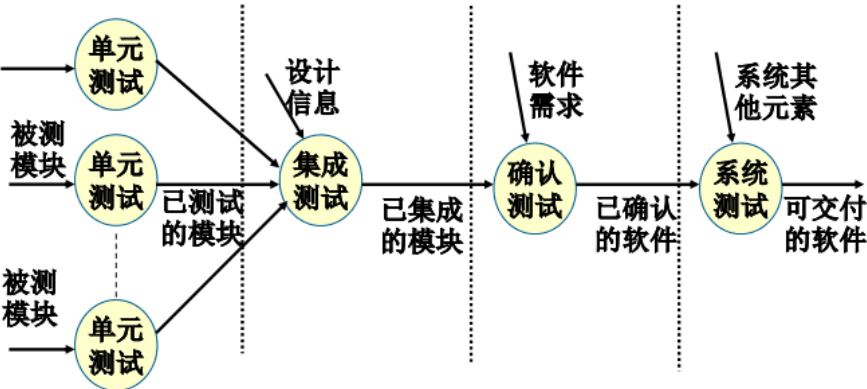 单元
测试
设计
信息
软件
需求
系统其
他元素
被测
模块
单元
测试
已测试
的模块
集成
测试
已集成
的模块
确认
测试
已确认
的软件
系统
测试
可交付
的软件
被测
模块
单元
测试